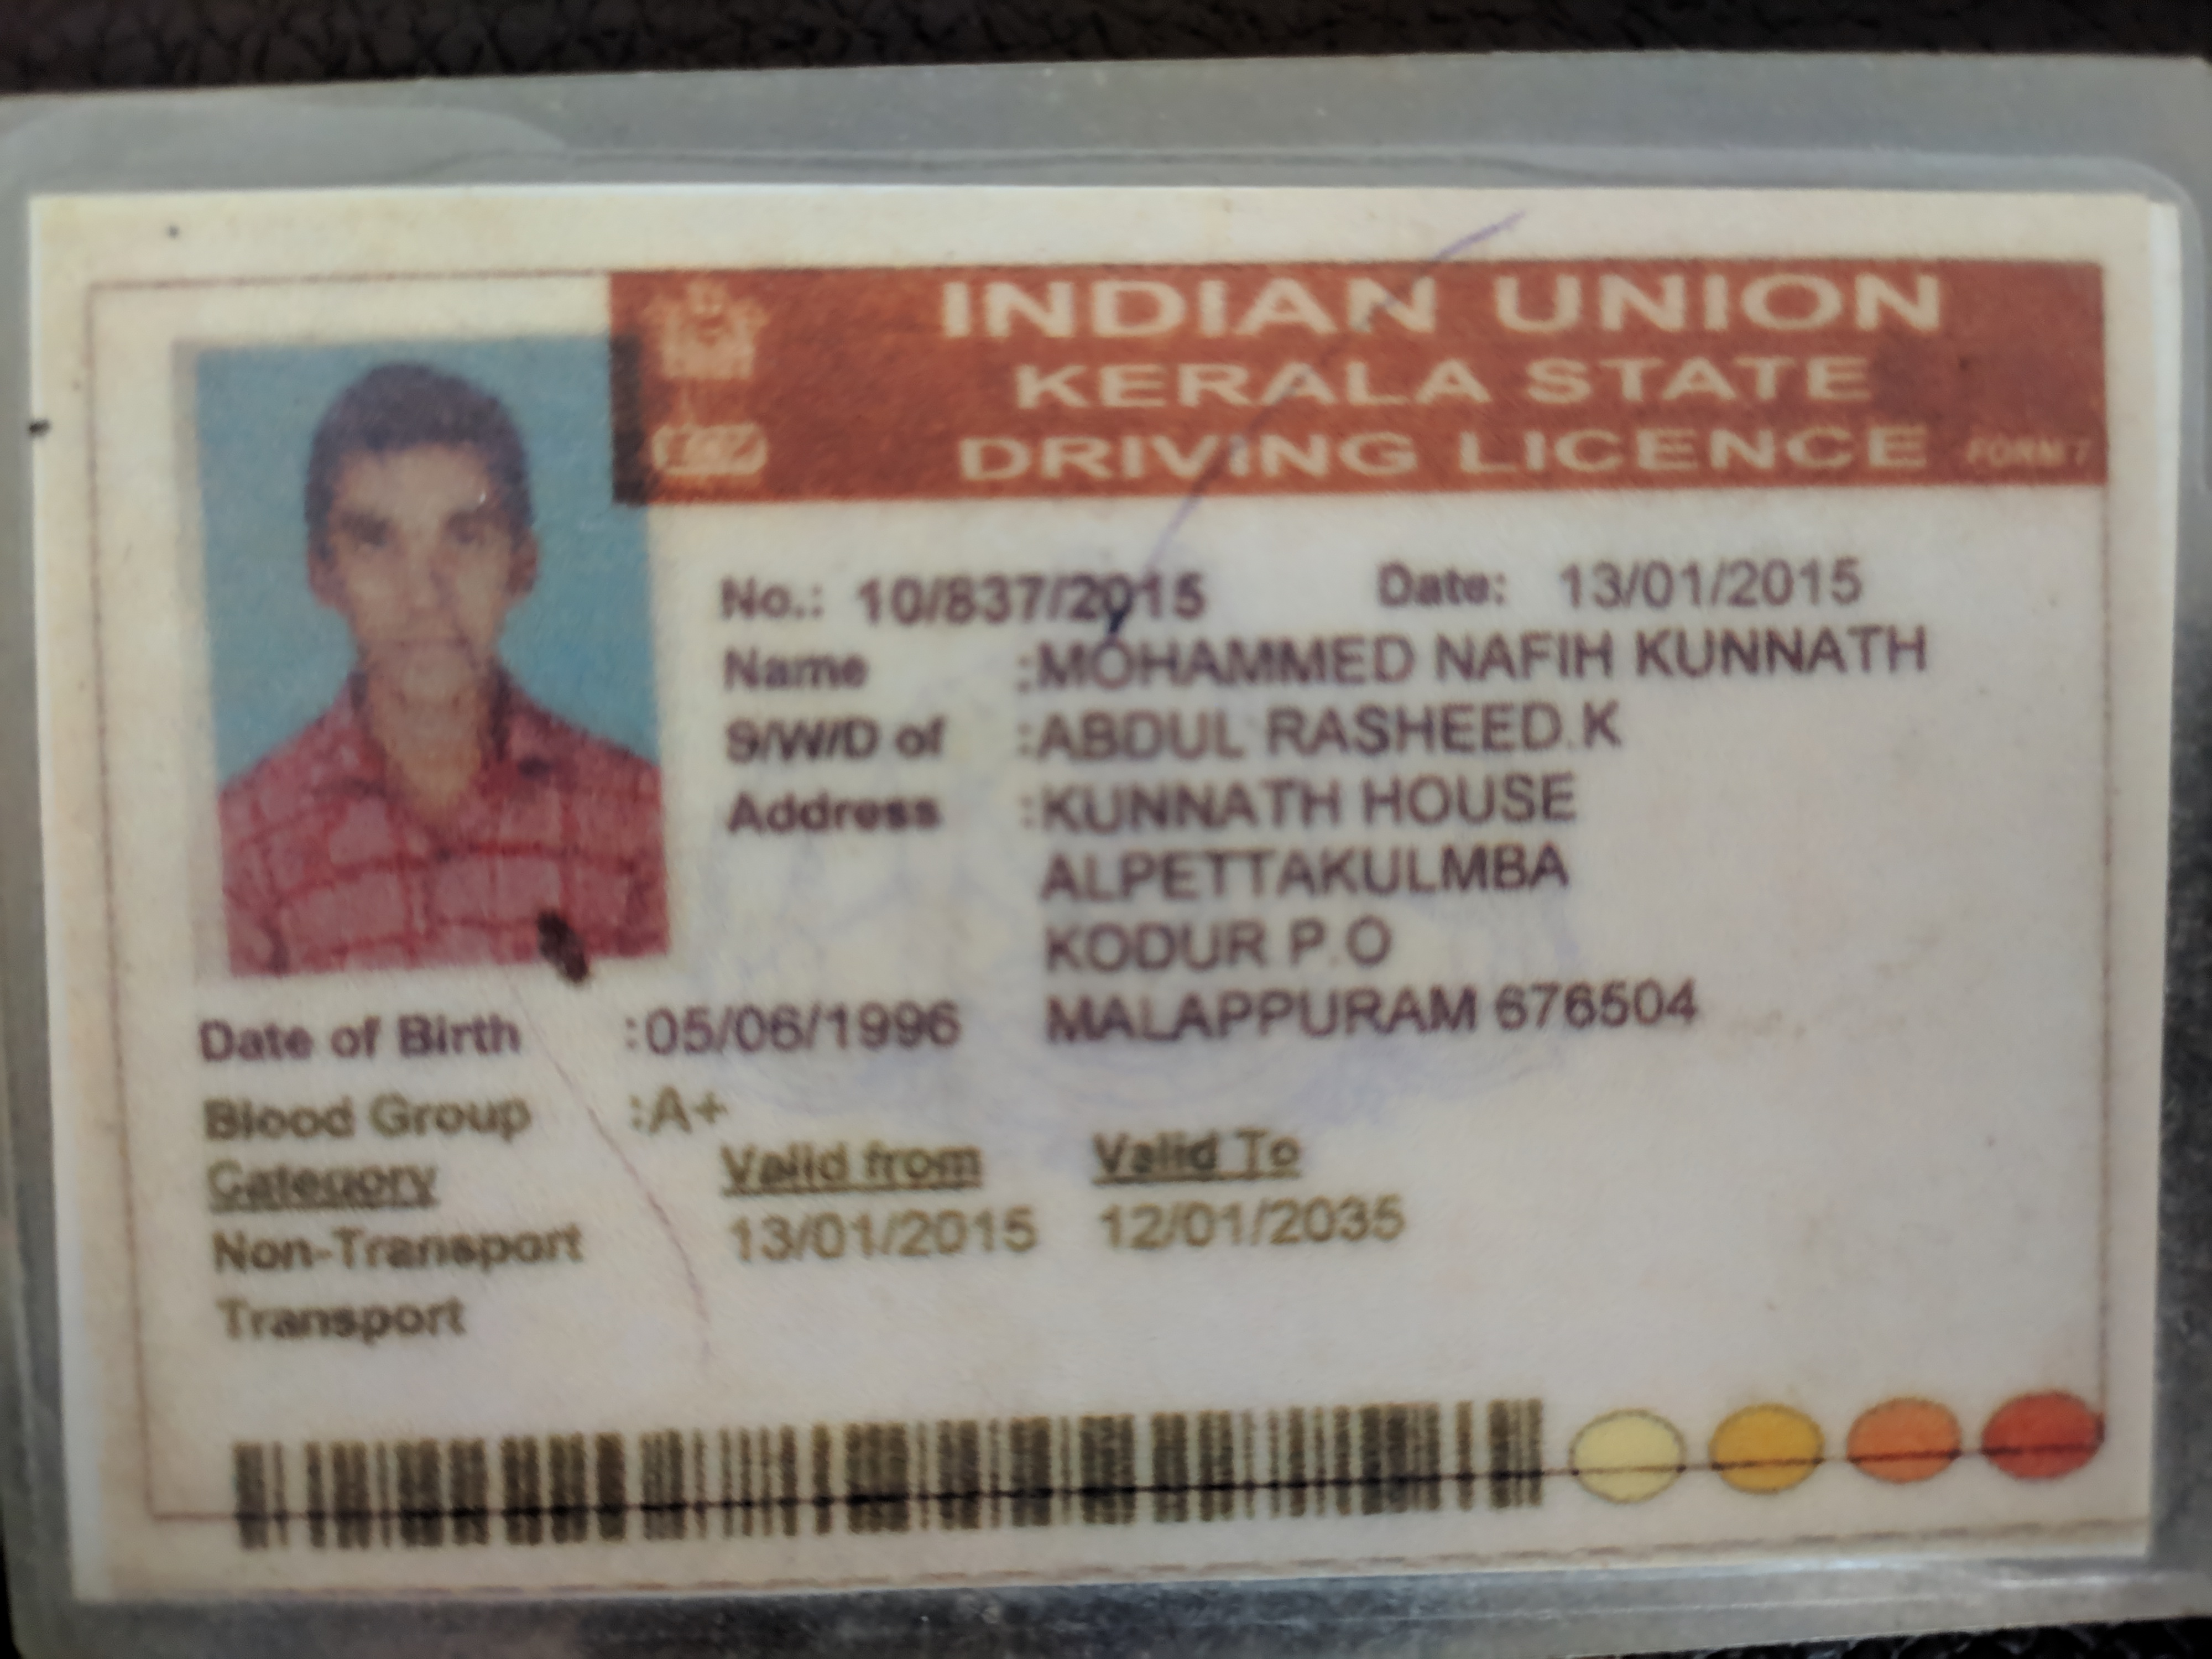 INDIAN UNION
KERALA STATE
DRIVING LICENCE FORM 7
No.: 10/837/2015 Date: 13/01/2015
Name :MOHAMMED NAFIH KUNNATH
S/W/D of :ABDUL RASHEED.K
Address :KUNNATH HOUSE
ALPETTAKULMBA
KODUR P.O
MALAPPURAM 676504
Date of Birth :05/06/1996
Blood Group :A+
Category Valid from Valid To
Non-Transport 13/01/2015 12/01/2035
Transport